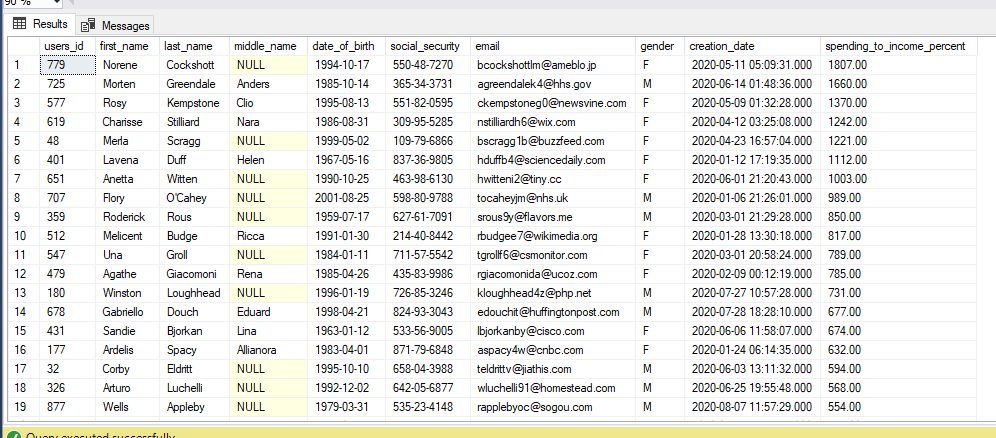 90 %
Results Messages
users_id first_name last_name middle_name date_of_birth social_security email gender creation_date spending_to_income_percent
1 779 Norene Cockshott NULL 1994-10-17 550-48-7270 bcockshottlm@ameblo.jp F 2020-05-11 05:09:31.000 1807.00
2 725 Morten Greendale Anders 1985-10-14 365-34-3731 agreendalek4@hhs.gov M 2020-06-14 01:48:36.000 1660.00
3 577 Rosy Kempstone Clio 1995-08-13 551-82-0595 ckempstoneg0@newsvine.com F 2020-05-09 01:32:28.000 1370.00
4 619 Charisse Stilliard Nara 1986-08-31 309-95-5285 nstilliardh6@wix.com F 2020-04-12 03:25:08.000 1242.00
5 48 Merla Scragg NULL 1999-05-02 109-79-6866 bscragg1b@buzzfeed.com F 2020-04-23 16:57:04.000 1221.00
6 401 Lavena Duff Helen 1967-05-16 837-36-9805 hduffb4@sciencedaily.com F 2020-01-12 17:19:35.000 1112.00
7 651 Anetta Witten NULL 1990-10-25 463-98-6130 hwitteni2@tiny.cc F 2020-06-01 21:20:43.000 1003.00
8 707 Flory O'Cahey NULL 2001-08-25 598-80-9788 tocaheyjm@nhs.uk M 2020-01-06 21:26:01.000 989.00
9 359 Roderick Rous NULL 1959-07-17 627-61-7091 srous9y@flavors.me M 2020-03-01 21:29:28.000 850.00
10 512 Melicent Budge Ricca 1991-01-30 214-40-8442 rbudgee7@wikimedia.org F 2020-01-28 13:30:18.000 817.00
11 547 Una Groll NULL 1984-01-11 711-57-5542 tgrollf6@csmonitor.com F 2020-03-01 20:58:24.000 789.00
12 479 Agathe Giacomoni Rena 1985-04-26 435-83-9986 rgiacomonida@ucoz.com F 2020-02-09 00:12:19.000 785.00
13 180 Winston Loughhead NULL 1996-01-19 726-85-3246 kloughhead4z@php.net M 2020-07-27 10:57:28.000 731.00
14 678 Gabriello Douch Eduard 1998-04-21 824-93-3043 edouchit@huffingtonpost.com M 2020-07-28 18:28:10.000 677.00
15 431 Sandie Bjorkan Lina 1963-01-12 533-56-9005 lbjorkanby@cisco.com F 2020-06-06 11:58:07.000 674.00
16 177 Ardelis Spacy Allianora 1983-04-01 871-79-6848 aspacy4w@cnbc.com F 2020-01-24 06:14:35.000 632.00
17 32 Corby Eldritt NULL 1995-10-10 658-04-3988 teldrittv@jiathis.com M 2020-06-03 13:11:32.000 594.00
18 326 Arturo Luchelli NULL 1992-12-02 642-05-6877 wluchelli91@homestead.com M 2020-06-25 19:55:48.000 568.00
19 877 Wells Appleby NULL 1979-03-31 535-23-4148 rapplebyoc@sogou.com M 2020-08-07 11:57:29.000 554.00
Query executed successfully